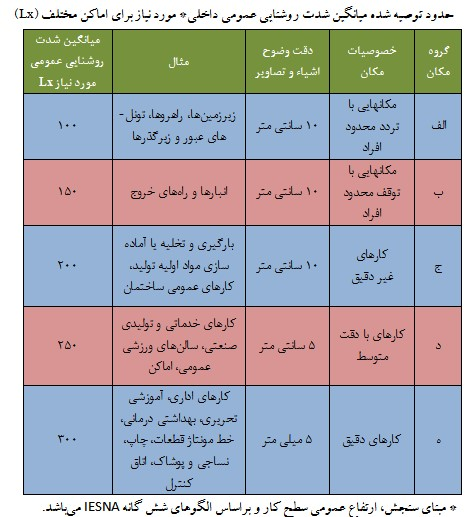 حدود توصیه شده میانگین شدت روشنایی عمومی داخلی* مورد نیاز برای اماکن مختلف (Lx)
گروه مکان
خصوصیات مکان
دقت وضوح اشیاء و تصاویر
مثال
میانگین شدت روشنایی عمومی مورد نیاز Lx
الف
مکانهایی با
تردد محدود
افراد
۱۰ سانتی متر
زیرزمین‌ها، راهروها، تونل-
های عبور و زیرگذرها
۱۰۰
ب
مکانهایی با
توقف محدود
افراد
۱۰ سانتی متر
انبارها و راه‌های خروج
۱۵۰
ج
کارهای
غیر دقیق
۱۰ سانتی متر
بارگیری و تخلیه یا آماده
سازی مواد اولیه تولید،
کارهای عمومی ساختمان
۲۰۰
د
کارهای با دقت
متوسط
۵ سانتی متر
کارهای خدماتی و تولیدی
صنعتی، سالن‌های ورزشی
عمومی، اماکن
۲۵۰
ه
کارهای دقیق
۵ میلی متر
کارهای اداری، آموزشی
تحریری، بهداشتی درمانی،
خط مونتاژ قطعات، چاپ،
نساجی و پوشاک، اتاق
کنترل
۳۰۰
* مبنای سنجش، ارتفاع عمومی سطح کار و براساس الگوهای شش گانه IESNA می‌باشد.